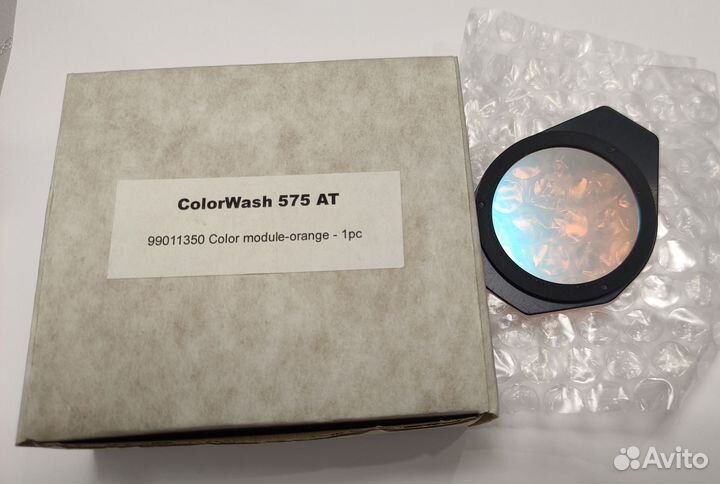 ColorWash 575 AT
99011350 Color module-orange - 1pc
Avito